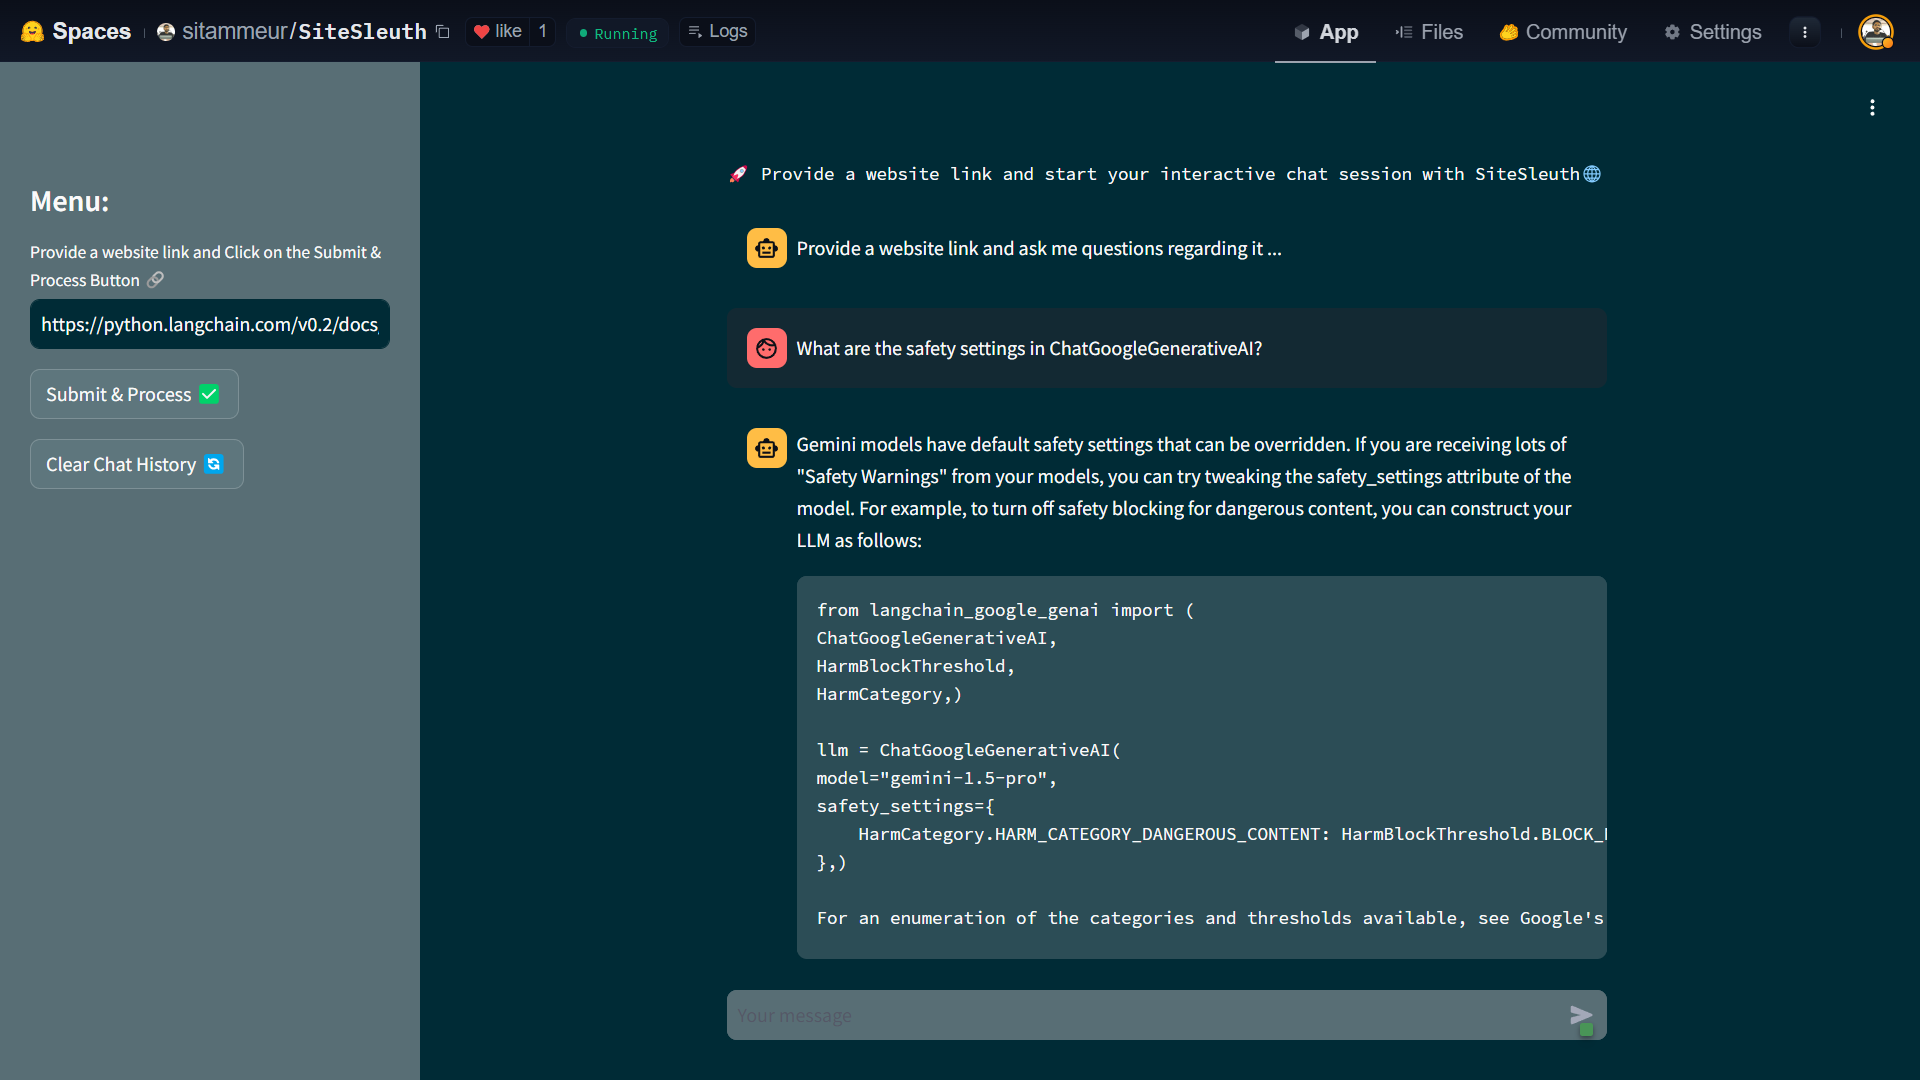 Spaces
sitammeur/SiteSleuth
like 1
Running
Logs
App
Files
Community
Settings
Menu:
Provide a website link and Click on the Submit &
Process Button
https://python.langchain.com/v0.2/docs
Submit & Process
Clear Chat History
Provide a website link and start your interactive chat session with SiteSleuth
Provide a website link and ask me questions regarding it ...
What are the safety settings in ChatGoogleGenerativeAI?
Gemini models have default safety settings that can be overridden. If you are receiving lots of
"Safety Warnings" from your models, you can try tweaking the safety_settings attribute of the
model. For example, to turn off safety blocking for dangerous content, you can construct your
LLM as follows:
from langchain_google_genai import (
ChatGoogleGenerativeAI,
HarmBlockThreshold,
HarmCategory,)
llm = ChatGoogleGenerativeAI(
model="gemini-1.5-pro",
safety_settings={
HarmCategory.HARM_CATEGORY_DANGEROUS_CONTENT: HarmBlockThreshold.BLOCK_
},)
For an enumeration of the categories and thresholds available, see Google's
Your message